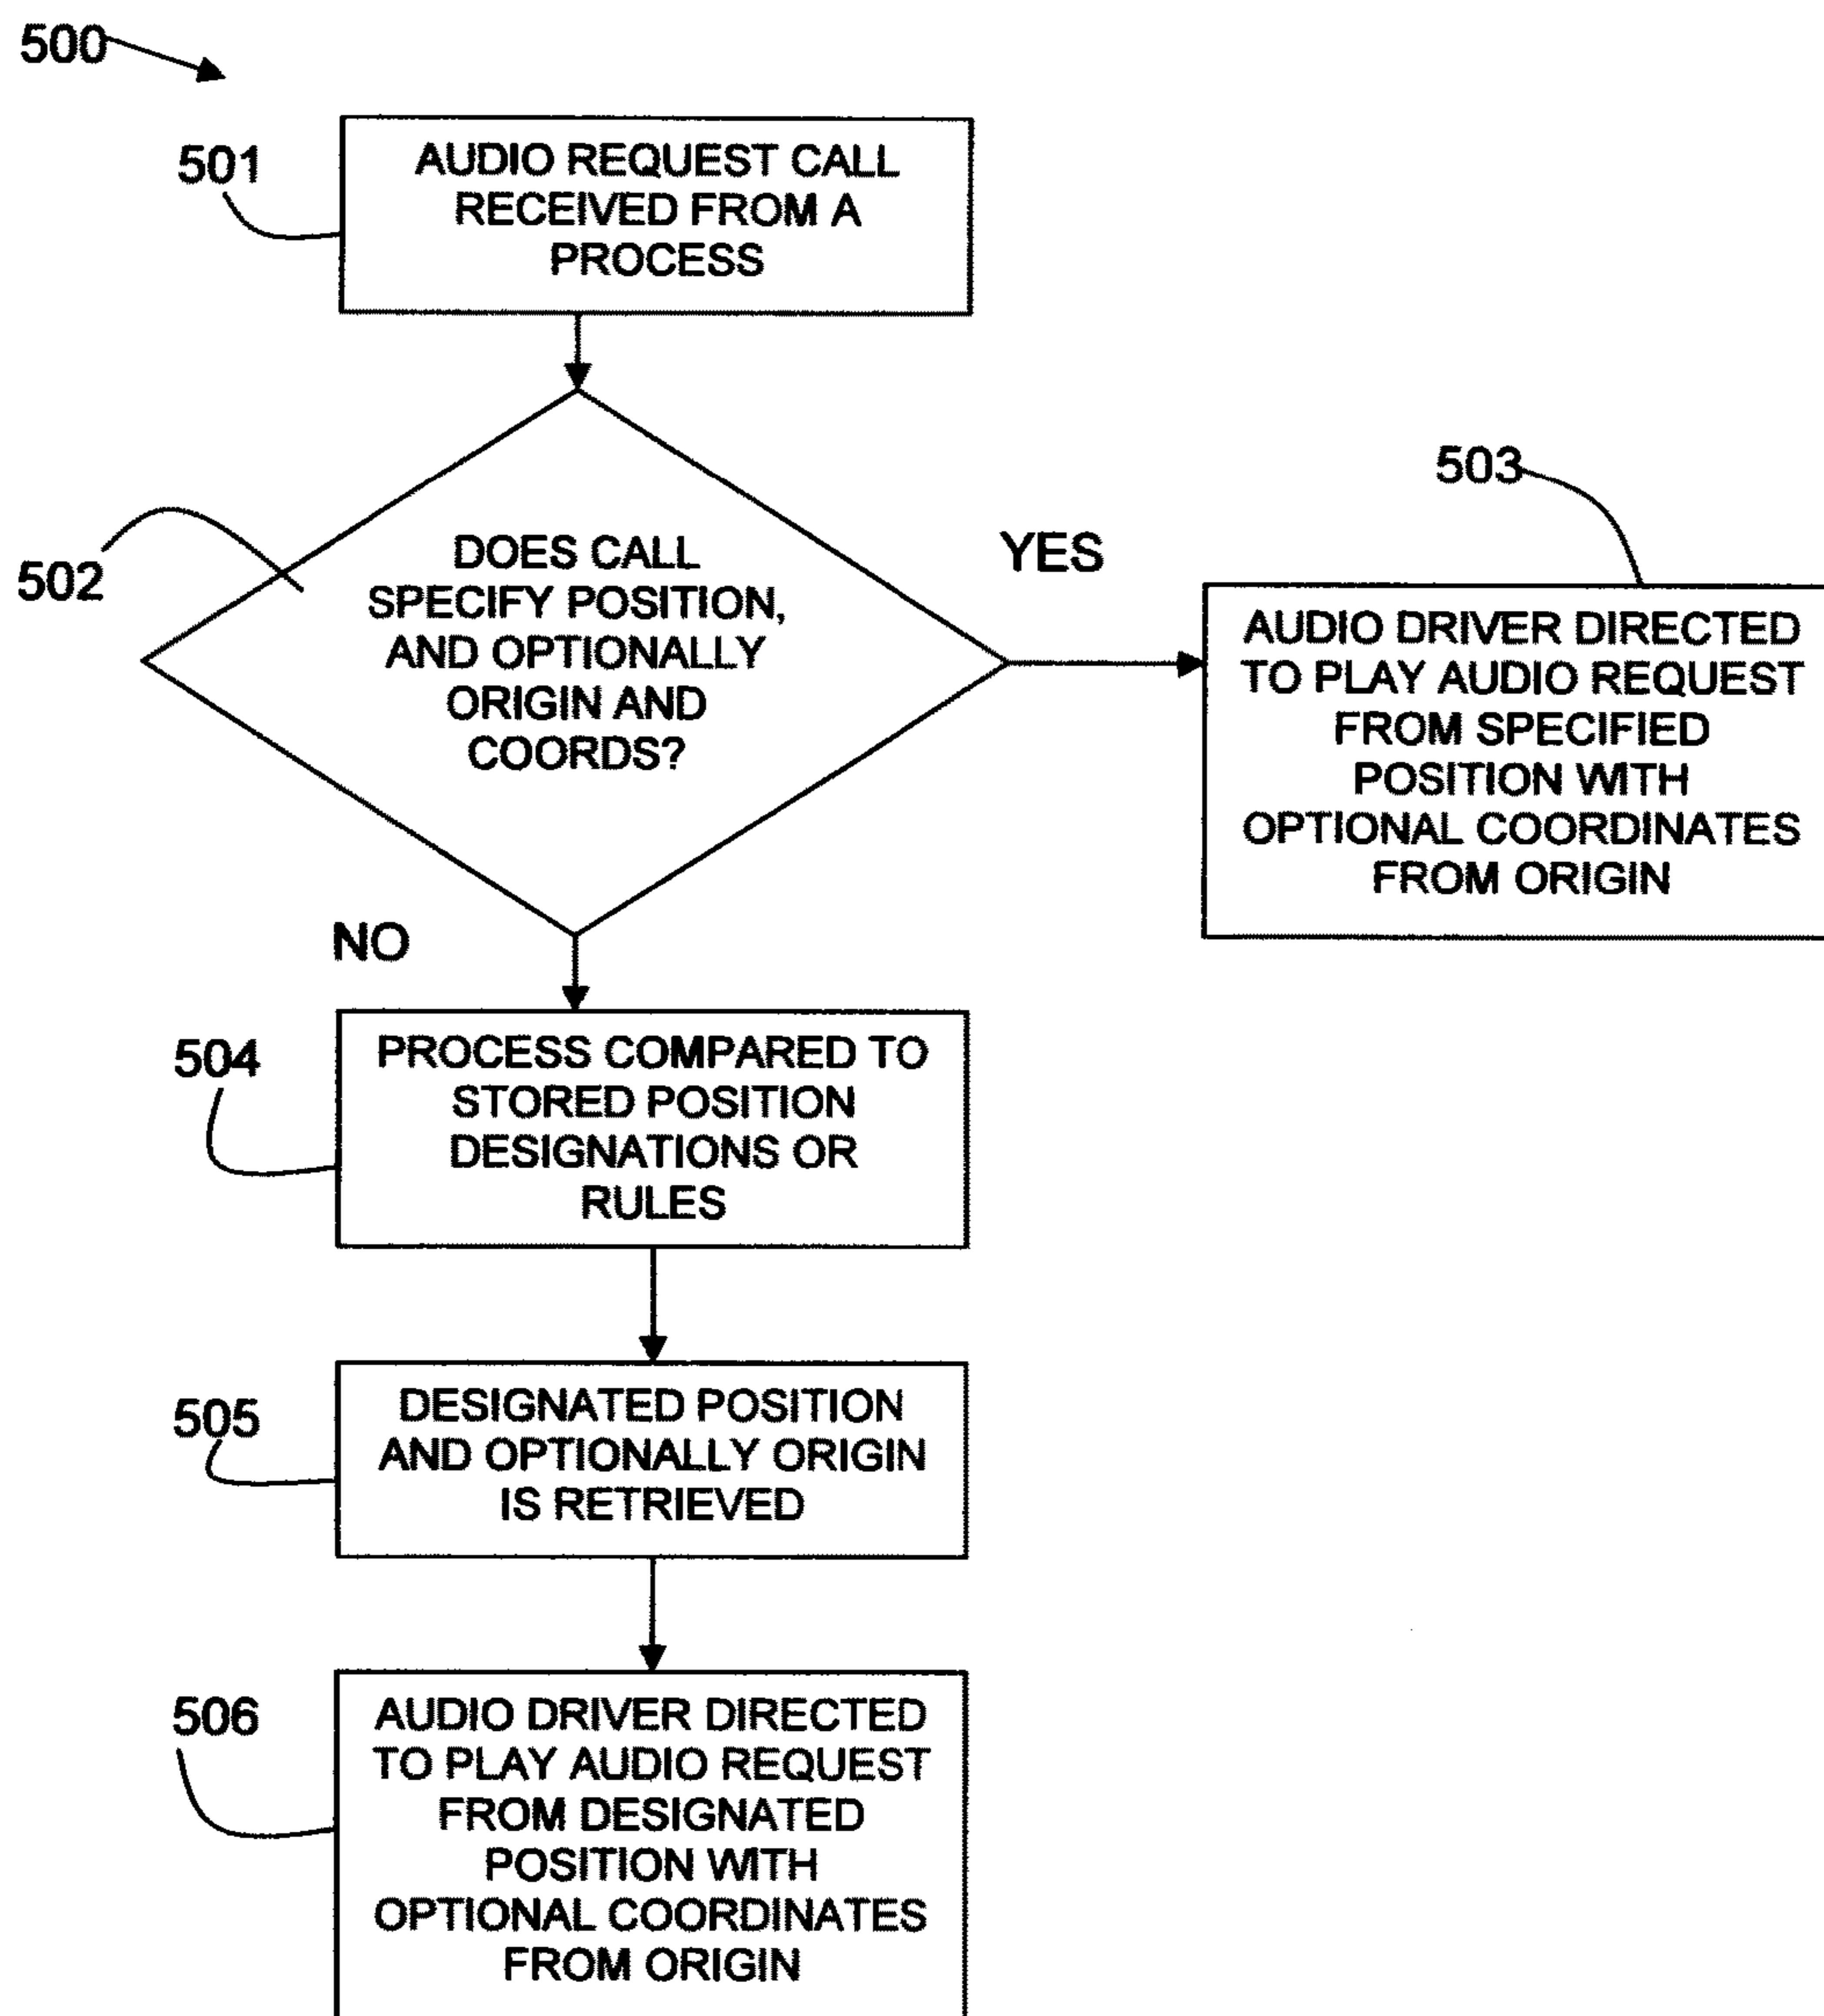 500
501
AUDIO REQUEST CALL
RECEIVED FROM A
PROCESS
502
DOES CALL
SPECIFY POSITION,
AND OPTIONALLY
ORIGIN AND
COORDS?
YES
503
AUDIO DRIVER DIRECTED
TO PLAY AUDIO REQUEST
FROM SPECIFIED
POSITION WITH
OPTIONAL COORDINATES
FROM ORIGIN
NO
504
PROCESS COMPARED TO
STORED POSITION
DESIGNATIONS OR
RULES
505
DESIGNATED POSITION
AND OPTIONALLY ORIGIN
IS RETRIEVED
506
AUDIO DRIVER DIRECTED
TO PLAY AUDIO REQUEST
FROM DESIGNATED
POSITION WITH
OPTIONAL COORDINATES
FROM ORIGIN